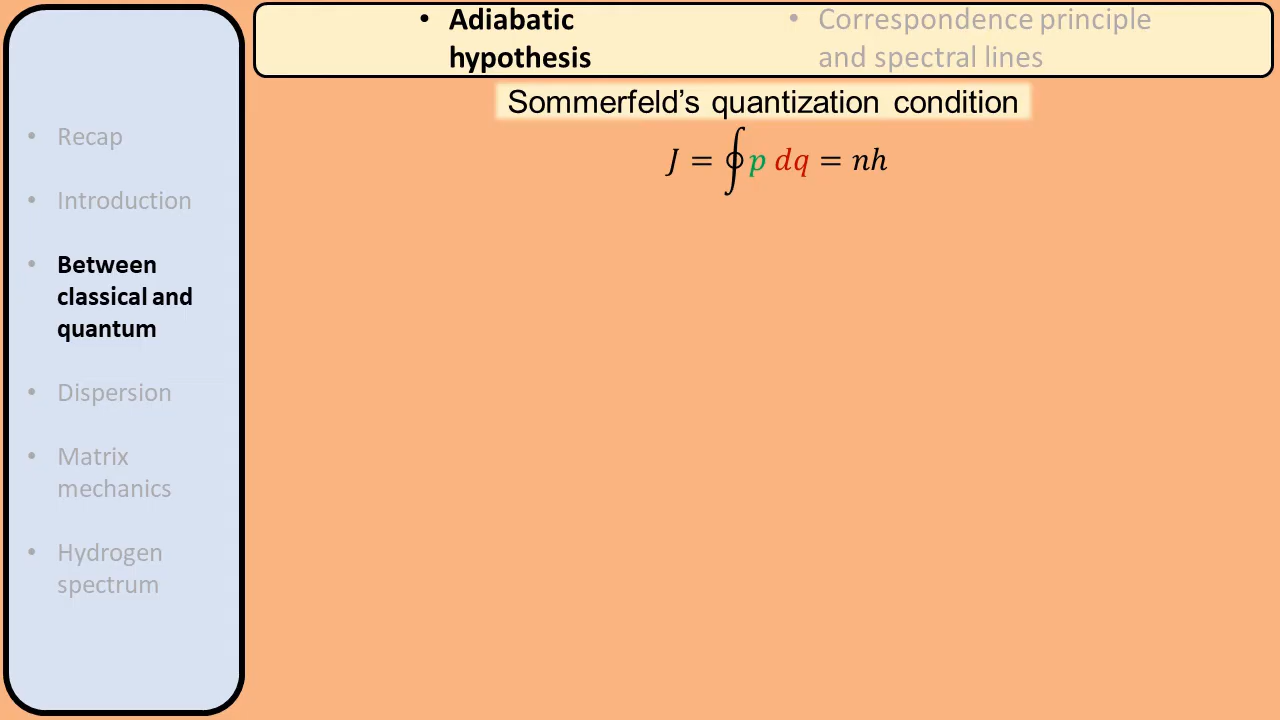 • Adiabatic
hypothesis
• Correspondence principle
and spectral lines
• Recap
• Introduction
• Between
classical and
quantum
• Dispersion
• Matrix
mechanics
• Hydrogen
spectrum
Sommerfeld’s quantization condition
J = ∮ p dq = nh